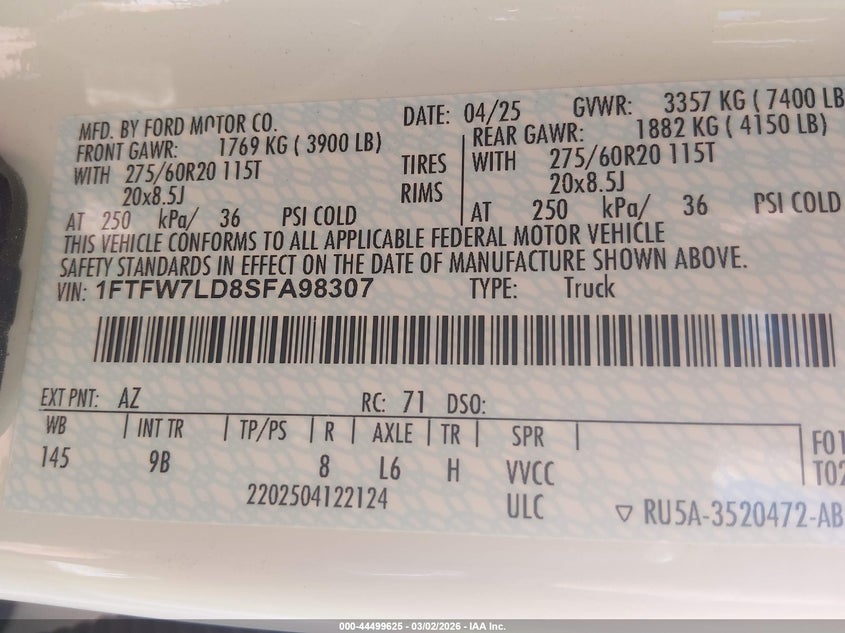 MFD. BY FORD MOTOR CO.
DATE: 04/25
GVWR: 3357 KG ( 7400 LB
FRONT GAWR: 1769 KG ( 3900 LB)
REAR GAWR: 1882 KG ( 4150 LB)
WITH 275/60R20 115T
TIRES
WITH 275/60R20 115T
20x8.5J
RIMS
20x8.5J
AT 250 kPa/ 36 PSI COLD
AT 250 kPa/ 36 PSI COLD
THIS VEHICLE CONFORMS TO ALL APPLICABLE FEDERAL MOTOR VEHICLE
SAFETY STANDARDS IN EFFECT ON THE DATE OF MANUFACTURE SHOWN ABOVE.
VIN: 1FTFW7LD8SFA98307
TYPE: Truck
EXT PNT: AZ
RC: 71 DSO:
WB | INT TR | TP/PS | R | AXLE | TR | SPR |
145 9B 8 L6 H VVCC
ULC
2202504122124
F01
T02
▽ RU5A-3520472-AB
000-44499625 - 03/02/2026 - IAA Inc.